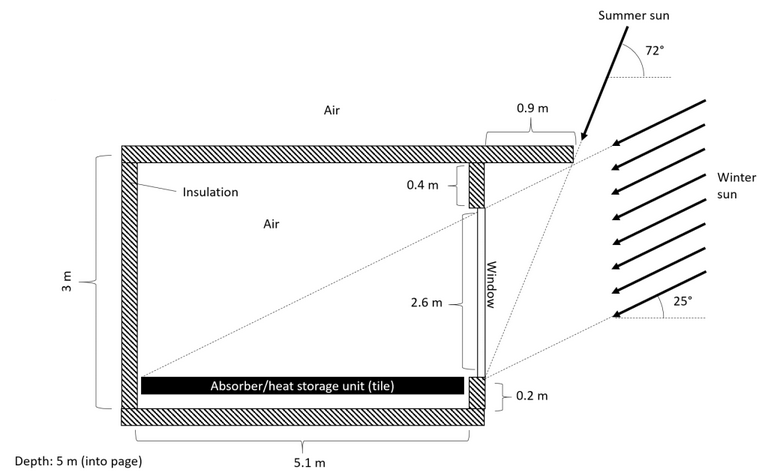 Summer sun
72°
Air
0.9 m
0.4 m
Winter
sun
Insulation
Air
3 m
2.6 m
Window
25°
Absorber/heat storage unit (tile)
0.2 m
5.1 m
Depth: 5 m (into page)